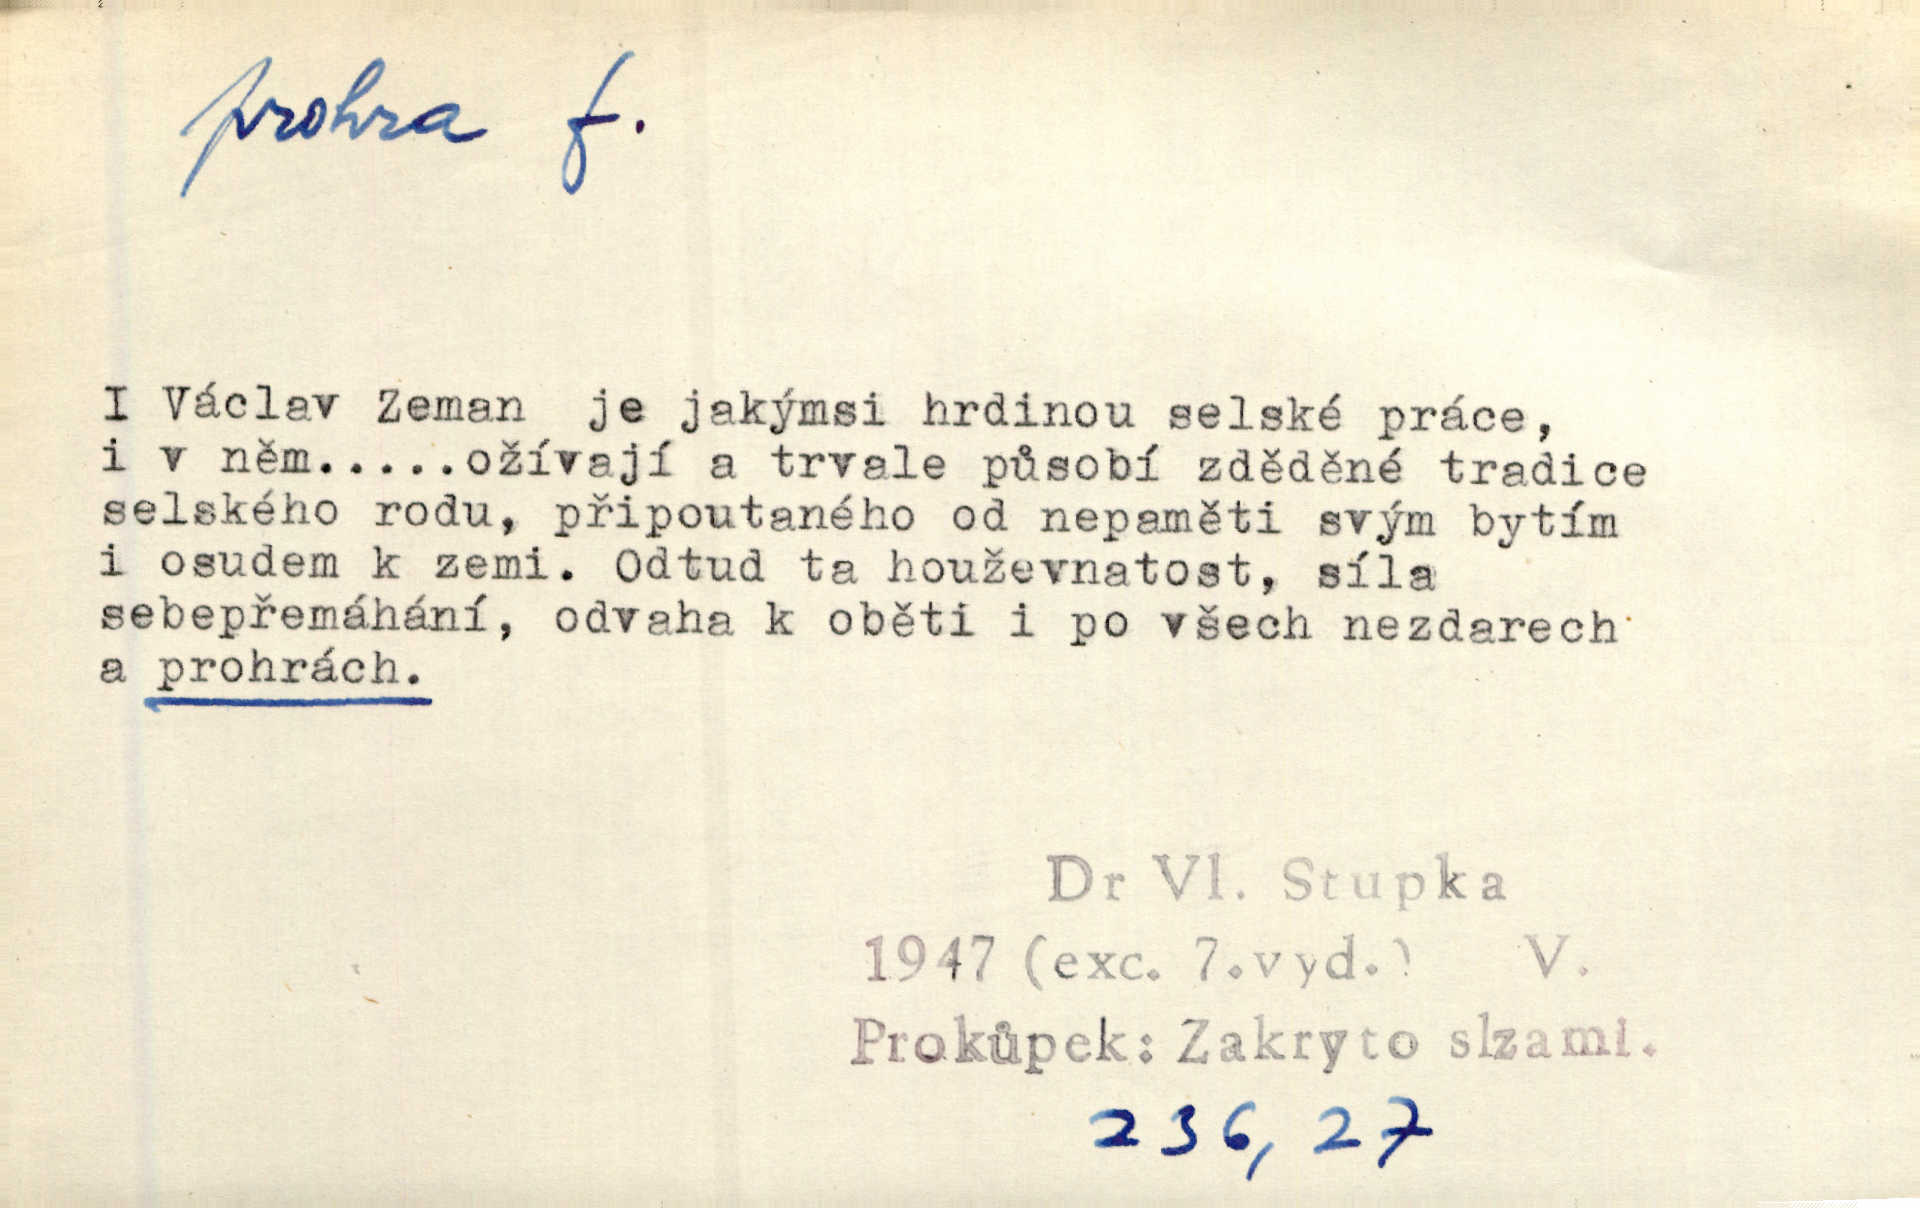 prohra f.
I Václav Zeman je jakýmsi hrdinou selské práce,
i v něm.....ožívají a trvale působí zděděné tradice
selského rodu, připoutaného od nepaměti svým bytím
i osudem k zemi. Odtud ta houževnatost, síla
sebepřemáhání, odvaha k oběti i po všech nezdarech
a prohrách.
Dr Vl. Stupka
1947 (exc. 7.vyd.) V.
Prokůpek: Zakryto slzami.
236, 27